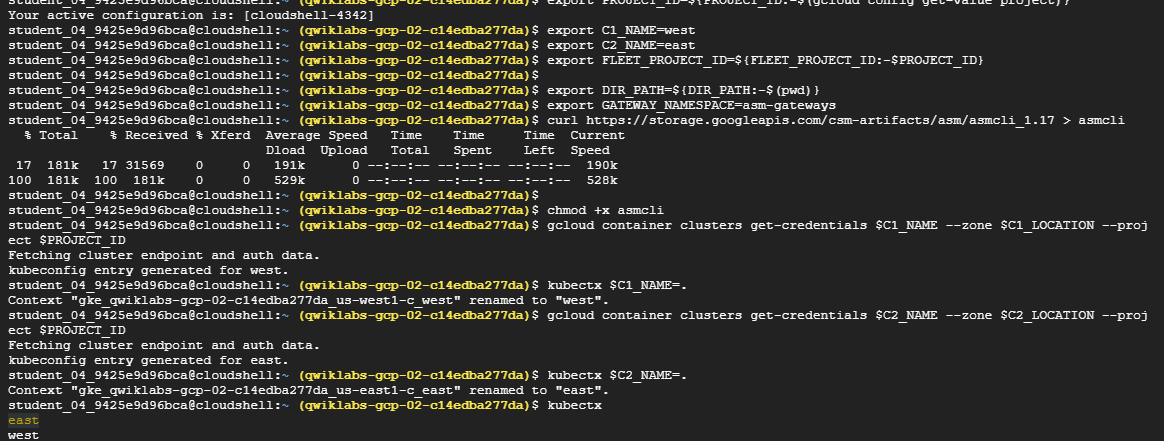 student_04_9425e9d96bca@cloudshell:~ (qwiklabs-gcp-02-c14edba277da)$ export PROJECT_ID=${PROJECT_ID:-$(gcloud config get-value project)}
Your active configuration is: [cloudshell-4342]
student_04_9425e9d96bca@cloudshell:~ (qwiklabs-gcp-02-c14edba277da)$ export C1_NAME=west
student_04_9425e9d96bca@cloudshell:~ (qwiklabs-gcp-02-c14edba277da)$ export C2_NAME=east
student_04_9425e9d96bca@cloudshell:~ (qwiklabs-gcp-02-c14edba277da)$ export FLEET_PROJECT_ID=${FLEET_PROJECT_ID:-$PROJECT_ID}
student_04_9425e9d96bca@cloudshell:~ (qwiklabs-gcp-02-c14edba277da)$
student_04_9425e9d96bca@cloudshell:~ (qwiklabs-gcp-02-c14edba277da)$ export DIR_PATH=${DIR_PATH:-$(pwd)}
student_04_9425e9d96bca@cloudshell:~ (qwiklabs-gcp-02-c14edba277da)$ export GATEWAY_NAMESPACE=asm-gateways
student_04_9425e9d96bca@cloudshell:~ (qwiklabs-gcp-02-c14edba277da)$ curl https://storage.googleapis.com/csm-artifacts/asm/asmcli_1.17 > asmcli
  % Total    % Received % Xferd  Average Speed   Time    Time     Time  Current
                                 Dload  Upload   Total   Spent    Left  Speed
 17  181k   17 31569    0     0   191k      0 --:--:-- --:--:-- --:--:--  190k
100  181k  100  181k    0     0   529k      0 --:--:-- --:--:-- --:--:--  528k
student_04_9425e9d96bca@cloudshell:~ (qwiklabs-gcp-02-c14edba277da)$
student_04_9425e9d96bca@cloudshell:~ (qwiklabs-gcp-02-c14edba277da)$ chmod +x asmcli
student_04_9425e9d96bca@cloudshell:~ (qwiklabs-gcp-02-c14edba277da)$ gcloud container clusters get-credentials $C1_NAME --zone $C1_LOCATION --proj
ect $PROJECT_ID
Fetching cluster endpoint and auth data.
kubeconfig entry generated for west.
student_04_9425e9d96bca@cloudshell:~ (qwiklabs-gcp-02-c14edba277da)$ kubectx $C1_NAME=.
Context "gke_qwiklabs-gcp-02-c14edba277da_us-west1-c_west" renamed to "west".
student_04_9425e9d96bca@cloudshell:~ (qwiklabs-gcp-02-c14edba277da)$ gcloud container clusters get-credentials $C2_NAME --zone $C2_LOCATION --proj
ect $PROJECT_ID
Fetching cluster endpoint and auth data.
kubeconfig entry generated for east.
student_04_9425e9d96bca@cloudshell:~ (qwiklabs-gcp-02-c14edba277da)$ kubectx $C2_NAME=.
Context "gke_qwiklabs-gcp-02-c14edba277da_us-east1-c_east" renamed to "east".
student_04_9425e9d96bca@cloudshell:~ (qwiklabs-gcp-02-c14edba277da)$ kubectx
east
west